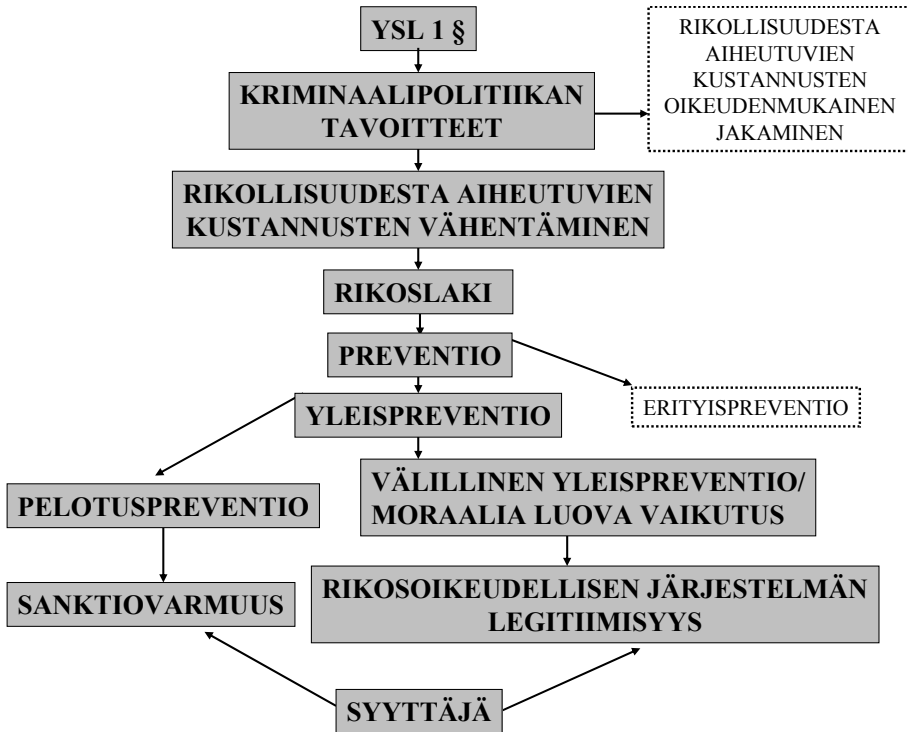 YSL 1 §
RIKOLLISUUDESTA
AIHEUTUVIEN
KUSTANNUSTEN
OIKEUDENMUKAINEN
JAKAMINEN
KRIMINAALIPOLITIIKAN
TAVOITTEET
RIKOLLISUUDESTA AIHEUTUVIEN
KUSTANNUSTEN VÄHENTÄMINEN
RIKOSLAKI
PREVENTIO
ERITYISPREVENTIO
YLEISPREVENTIO
PELOTUSPREVENTIO
VÄLILLINEN YLEISPREVENTIO/
MORAALIA LUOVA VAIKUTUS
SANKTIOVARMUUS
RIKOSOIKEUDELLISEN JÄRJESTELMÄN
LEGITIIMISYYS
SYYTTÄJÄ